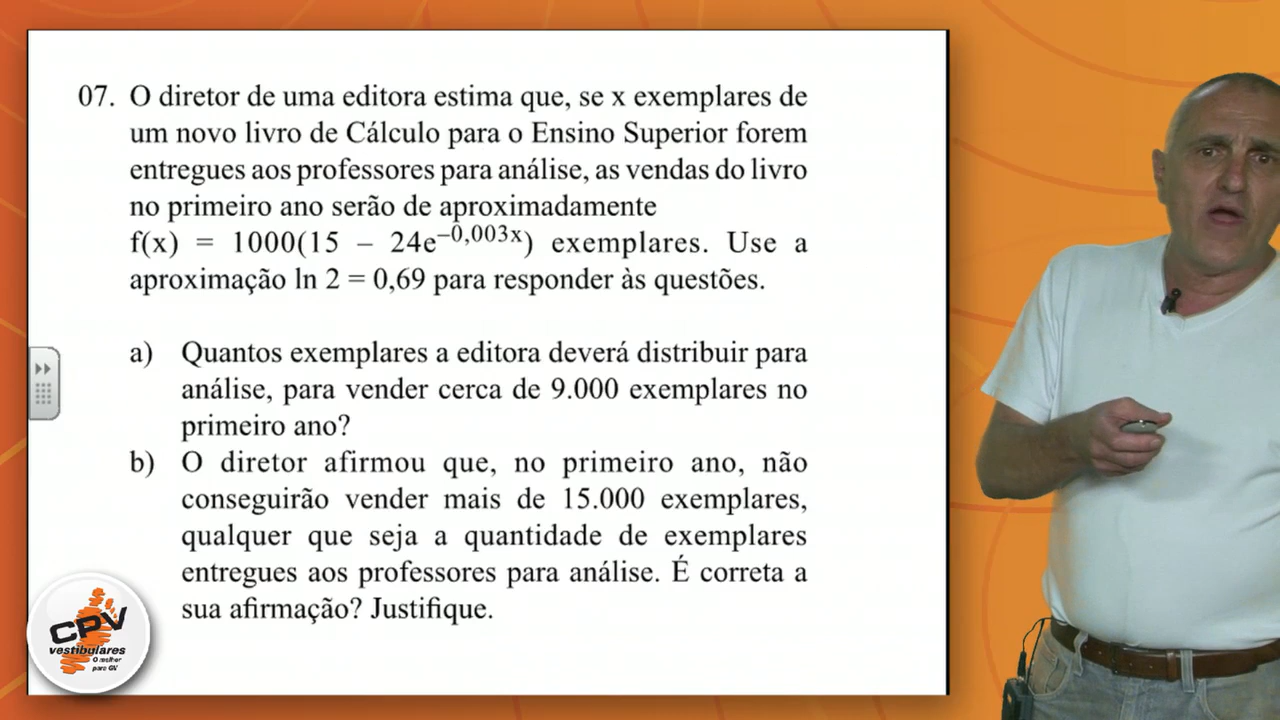 07. O diretor de uma editora estima que, se x exemplares de
um novo livro de Cálculo para o Ensino Superior forem
entregues aos professores para análise, as vendas do livro
no primeiro ano serão de aproximadamente
f(x) = 1000(15 – 24e^–0,003x) exemplares. Use a
aproximação ln 2 = 0,69 para responder às questões.
a) Quantos exemplares a editora deverá distribuir para
análise, para vender cerca de 9.000 exemplares no
primeiro ano?
b) O diretor afirmou que, no primeiro ano, não
conseguirão vender mais de 15.000 exemplares,
qualquer que seja a quantidade de exemplares
entregues aos professores para análise. É correta a
sua afirmação? Justifique.
CPV
vestibulares
O melhor
para GV